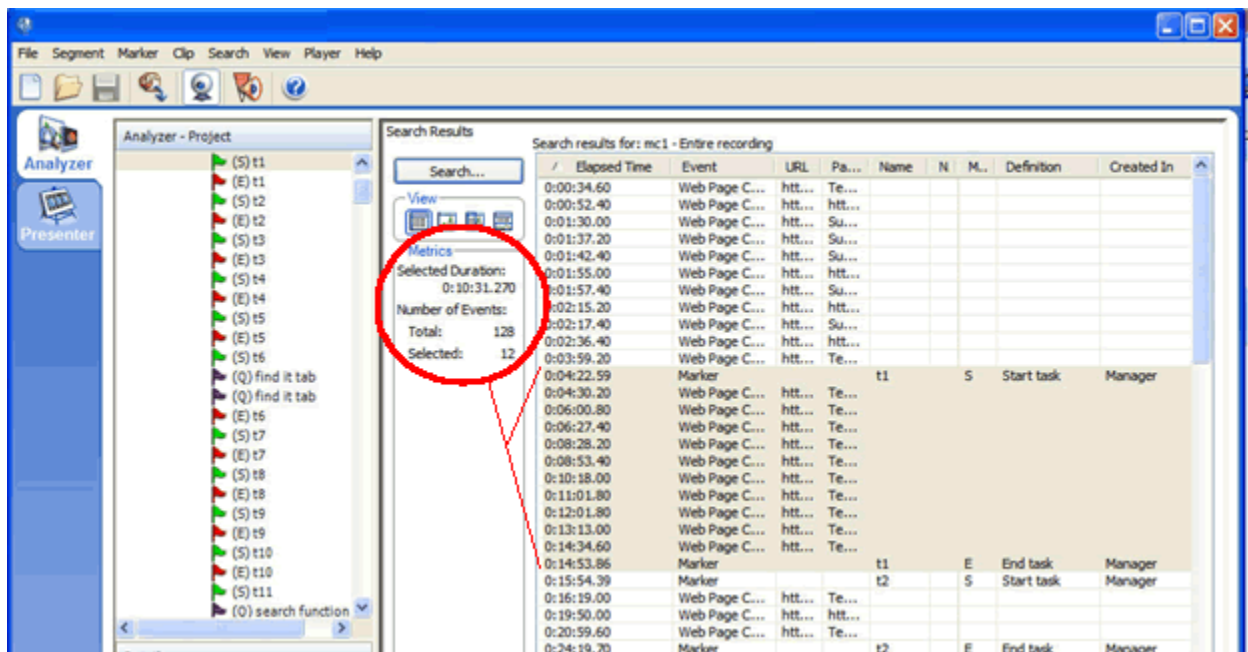 File Segment Marker Clip Search View Player Help
Analyzer
Presenter
Analyzer - Project
(S) t1
(E) t1
(S) t2
(E) t2
(S) t3
(E) t3
(S) t4
(E) t4
(S) t5
(E) t5
(S) t6
(Q) find it tab
(Q) find it tab
(E) t6
(S) t7
(E) t7
(S) t8
(E) t8
(S) t9
(E) t9
(S) t10
(E) t10
(S) t11
(O) search function
Search Results
Search...
View
Metrics
Selected Duration:
0:10:31.270
Number of Events:
Total: 128
Selected: 12
Search results for: mc1 - Entire recording
Elapsed Time Event URL Pa... Name N M.. Definition Created In
0:00:34.60 Web Page C... htt... Te...
0:00:52.40 Web Page C... htt... htt...
0:01:30.00 Web Page C... htt... Su...
0:01:37.20 Web Page C... htt... Su...
0:01:42.40 Web Page C... htt... Su...
0:01:55.00 Web Page C... htt... htt...
0:01:57.40 Web Page C... htt... Su...
0:02:15.20 Web Page C... htt... htt...
0:02:17.40 Web Page C... htt... Su...
0:02:36.40 Web Page C... htt... htt...
0:03:59.20 Web Page C... htt... Te...
0:04:22.59 Marker t1 S Start task Manager
0:04:30.20 Web Page C... htt... Te...
0:06:00.80 Web Page C... htt... Te...
0:06:27.40 Web Page C... htt... Te...
0:08:28.20 Web Page C... htt... Te...
0:08:53.40 Web Page C... htt... Te...
0:10:18.00 Web Page C... htt... Te...
0:11:01.80 Web Page C... htt... Te...
0:12:01.80 Web Page C... htt... Te...
0:13:13.00 Web Page C... htt... Te...
0:14:34.60 Web Page C... htt... Te...
0:14:53.86 Marker t1 E End task Manager
0:15:54.39 Marker t2 S Start task Manager
0:16:19.00 Web Page C... htt... Te...
0:19:50.00 Web Page C... htt... htt...
0:20:59.60 Web Page C... htt... Te...
0:24:19.70 Marker t2 E End task Manager